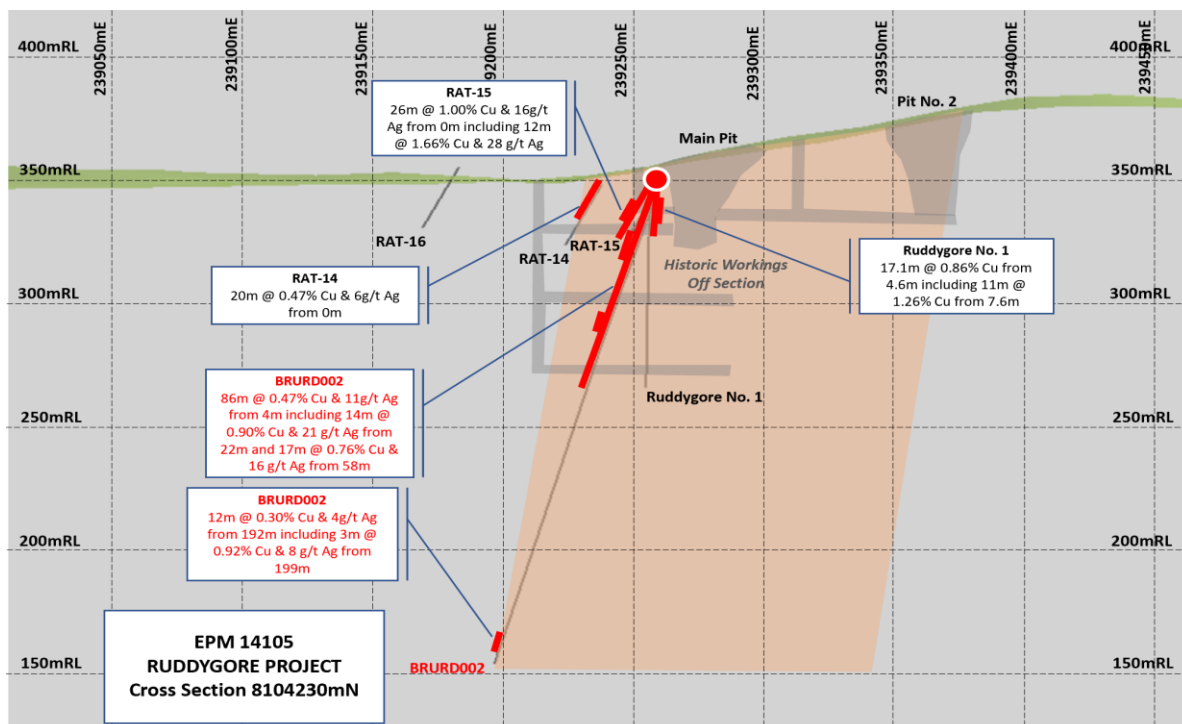 239050mE
239100mE
239150mE
9200mE
239250mE
239300mE
239350mE
239400mE
239450mE
400mRL
400mRL
RAT-15
26m @ 1.00% Cu & 16g/t
Ag from 0m including 12m
@ 1.66% Cu & 28 g/t Ag
Pit No. 2
Main Pit
350mRL
350mRL
RAT-16
RAT-14
RAT-15
Ruddygore No. 1
17.1m @ 0.86% Cu from
4.6m including 11m @
1.26% Cu from 7.6m
Historic Workings
Off Section
RAT-14
20m @ 0.47% Cu & 6g/t Ag
from 0m
300mRL
300mRL
BRURD002
86m @ 0.47% Cu & 11g/t Ag
from 4m including 14m @
0.90% Cu & 21 g/t Ag from
22m and 17m @ 0.76% Cu &
16 g/t Ag from 58m
Ruddygore No. 1
250mRL
250mRL
BRURD002
12m @ 0.30% Cu & 4g/t Ag
from 192m including 3m @
0.92% Cu & 8 g/t Ag from
199m
200mRL
200mRL
EPM 14105
RUDDYGORE PROJECT
Cross Section 8104230mN
BRURD002
150mRL
150mRL